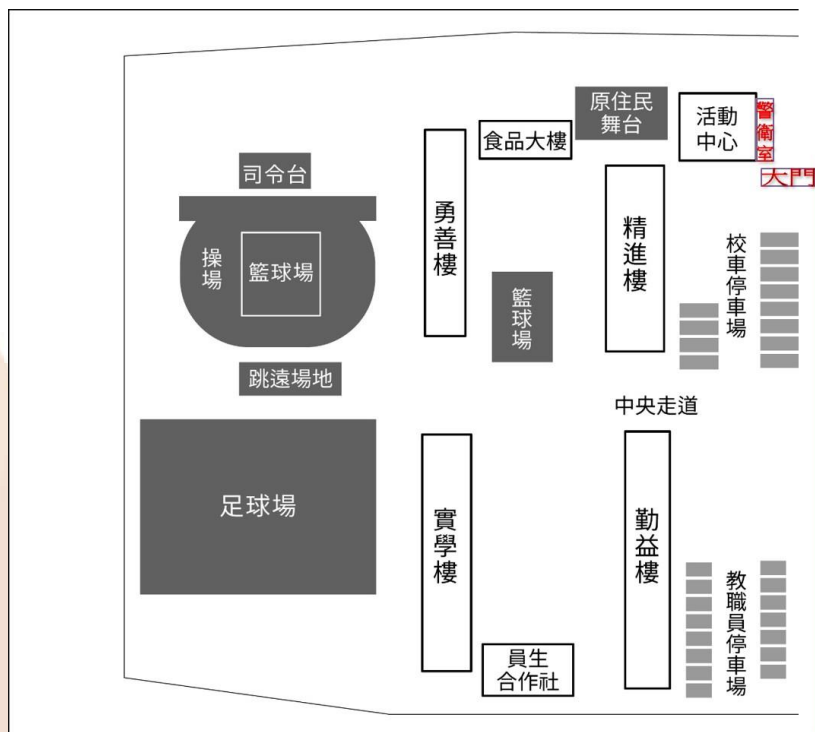 原住民
舞台
活動
中心
警衛室
大門
食品大樓
司令台
勇善樓
精進樓
校車停車場
操場
籃球場
籃球場
跳遠場地
中央走道
足球場
實學樓
勤益樓
教職員停車場
員生
合作社